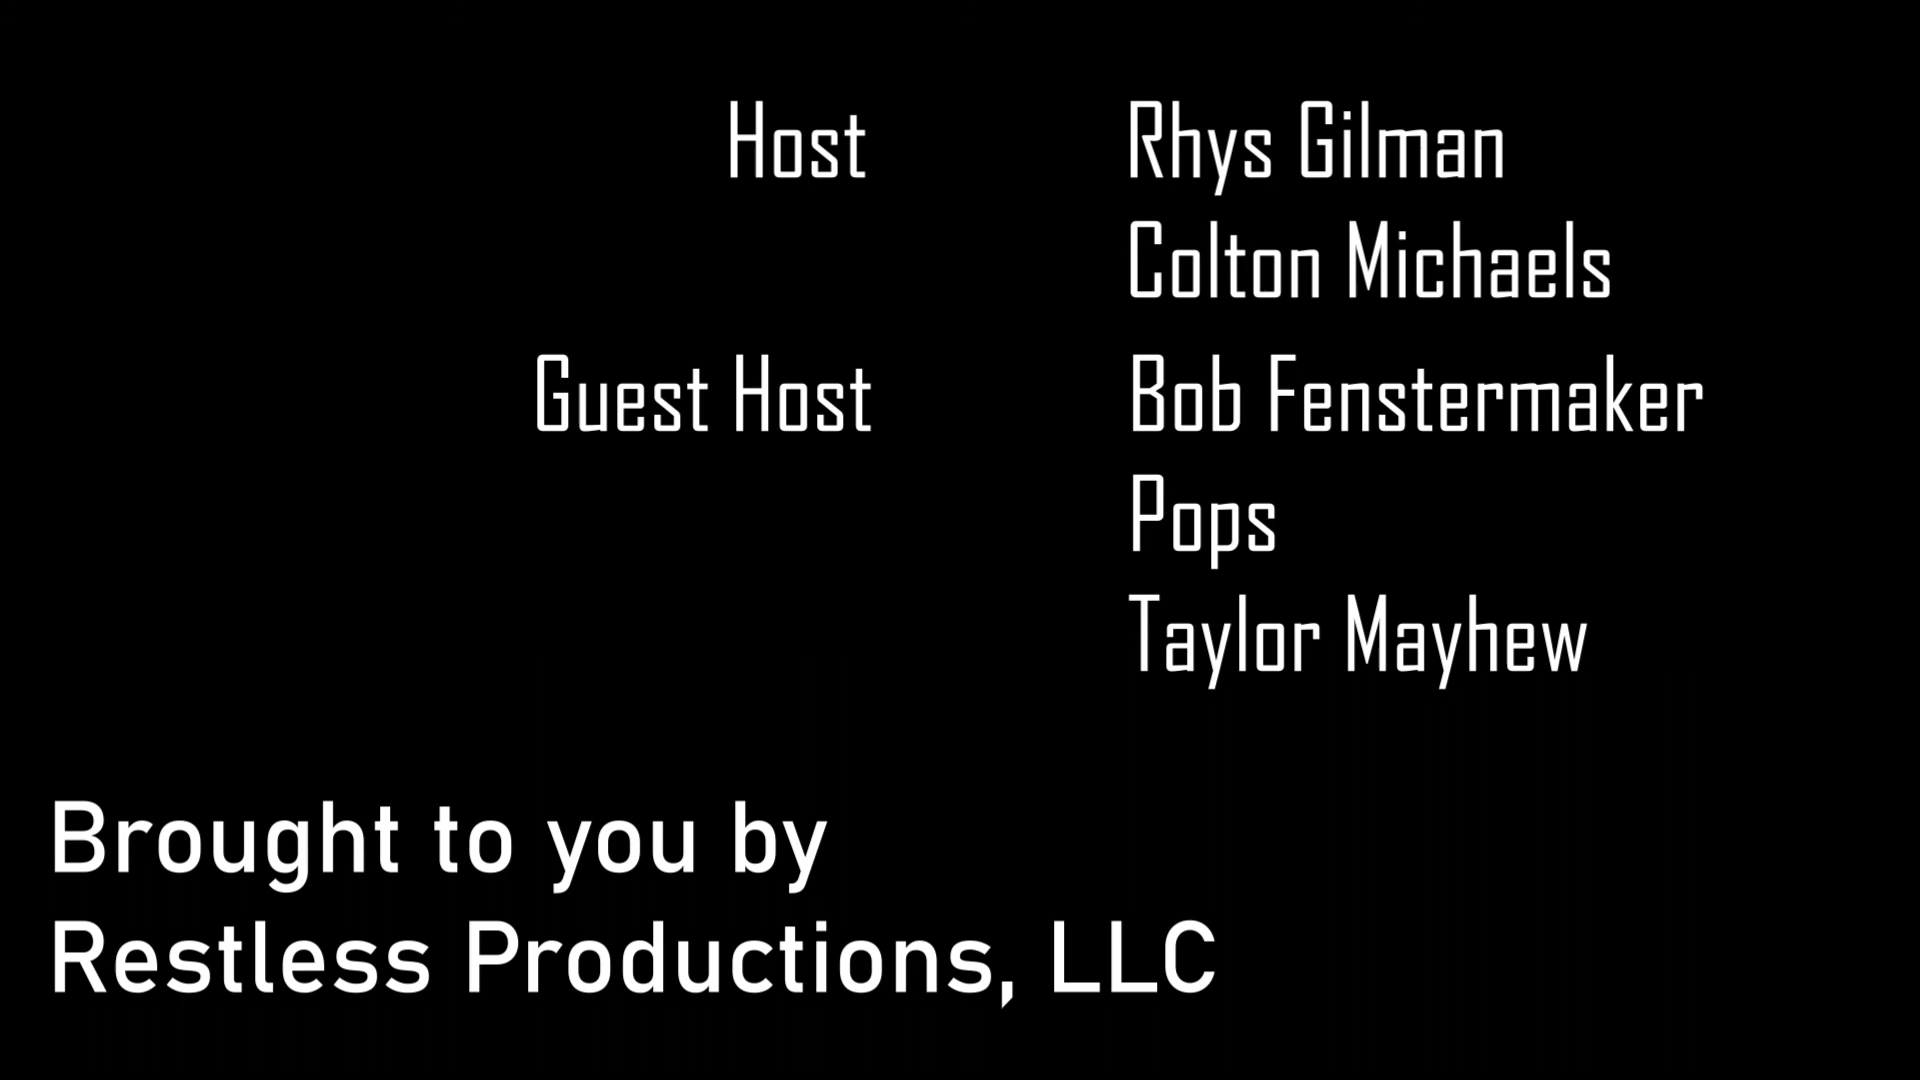 Host Rhys Gilman
Colton Michaels
Guest Host Bob Fenstermaker
Pops
Taylor Mayhew
Brought to you by
Restless Productions, LLC